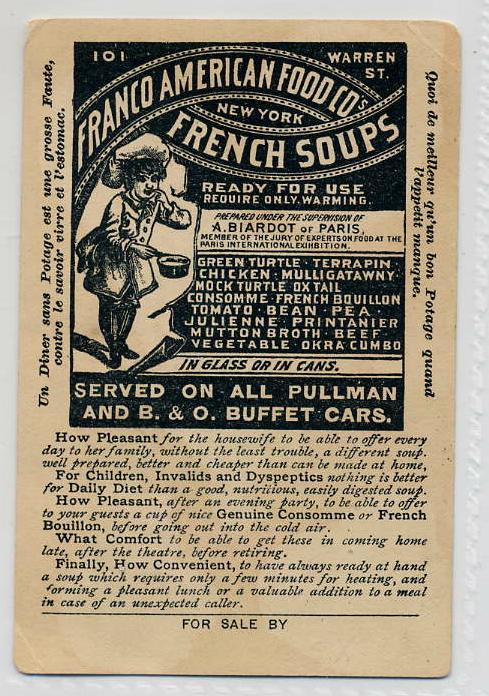 101 WARREN ST.
FRANCO AMERICAN FOOD CO'S
NEW YORK
FRENCH SOUPS
READY FOR USE
REQUIRE ONLY, WARMING.
PREPARED UNDER THE SUPERVISION OF
A. BIARDOT OF PARIS,
MEMBER OF THE JURY OF EXPERTS ON FOOD AT THE
PARIS INTERNATIONAL EXHIBITION.
GREEN TURTLE · TERRAPIN
CHICKEN · MULLIGATAWNY
MOCK TURTLE OX TAIL
CONSOMME · FRENCH BOUILLON
TOMATO · BEAN · PEA ·
JULIENNE · PRINTANIER
MUTTON BROTH · BEEF ·
VEGETABLE · OKRA GUMBO
IN GLASS OR IN CANS.
SERVED ON ALL PULLMAN
AND B. & O. BUFFET CARS.
Un Diner sans Potage est une grosse Faute,
contre le savoir vivre et l'estomac.
Quoi de meilleur qu'un bon Potage quand
l'appetit manque.
How Pleasant for the housewife to be able to offer every
day to her family, without the least trouble, a different soup.
well prepared, better and cheaper than can be made at home,
For Children, Invalids and Dyspeptics nothing is better
for Daily Diet than a good, nutritious, easily digested soup.
How Pleasant, after an evening party, to be able to offer
to your guests a cup of nice Genuine Consomme or French
Bouillon, before going out into the cold air.
What Comfort to be able to get these in coming home
late, after the theatre, before retiring.
Finally, How Convenient, to have always ready at hand
a soup which requires only a few minutes for heating, and
forming a pleasant lunch or a valuable addition to a meal
in case of an unexpected caller.
FOR SALE BY